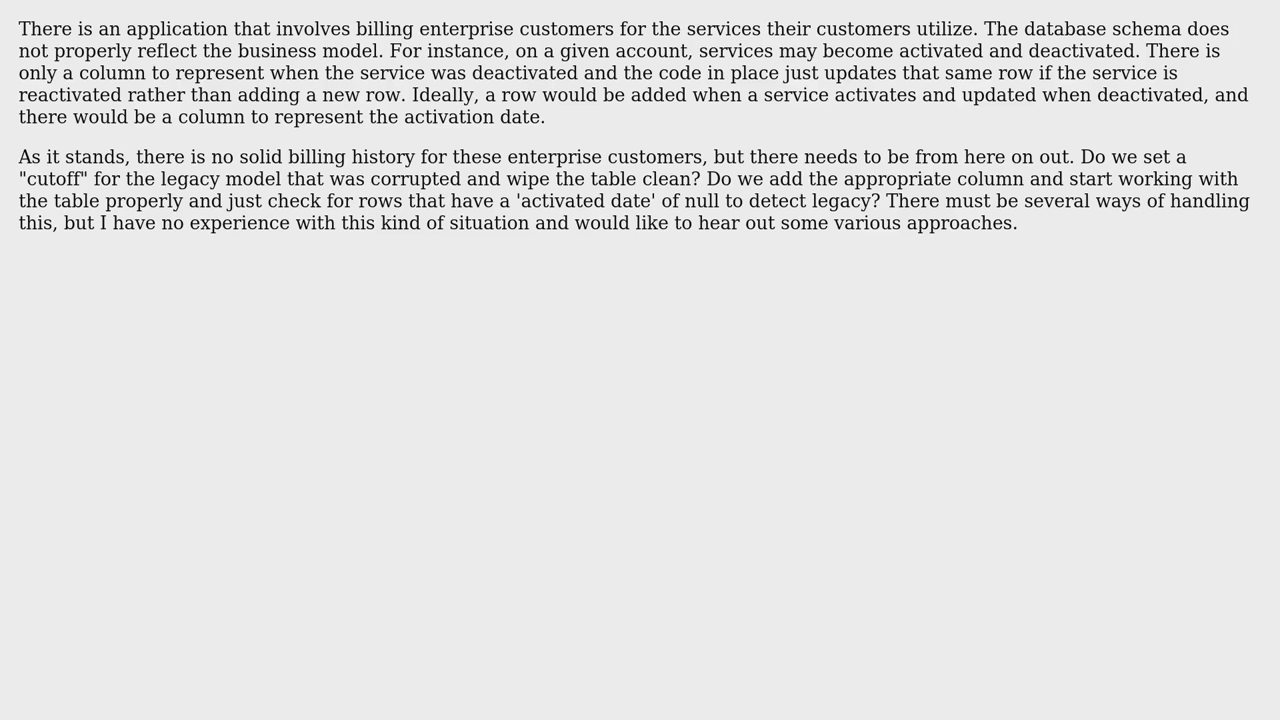 There is an application that involves billing enterprise customers for the services their customers utilize. The database schema does
not properly reflect the business model. For instance, on a given account, services may become activated and deactivated. There is
only a column to represent when the service was deactivated and the code in place just updates that same row if the service is
reactivated rather than adding a new row. Ideally, a row would be added when a service activates and updated when deactivated, and
there would be a column to represent the activation date.
As it stands, there is no solid billing history for these enterprise customers, but there needs to be from here on out. Do we set a
"cutoff" for the legacy model that was corrupted and wipe the table clean? Do we add the appropriate column and start working with
the table properly and just check for rows that have a 'activated date' of null to detect legacy? There must be several ways of handling
this, but I have no experience with this kind of situation and would like to hear out some various approaches.